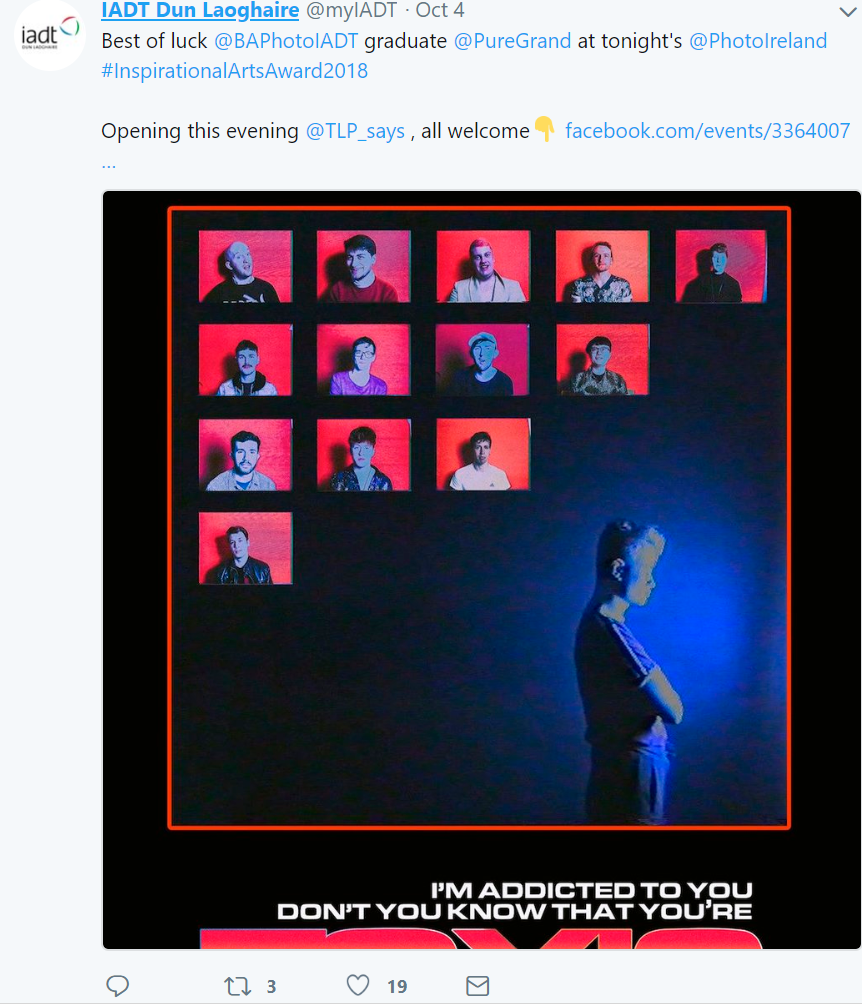 iadt
DUN LAOGHAIRE
IADT Dun Laoghaire @myIADT · Oct 4
Best of luck @BAPhotoIADT graduate @PureGrand at tonight's @PhotoIreland
#InspirationalArtsAward2018
Opening this evening @TLP_says , all welcome👇 facebook.com/events/3364007
...
I'M ADDICTED TO YOU
DON'T YOU KNOW THAT YOU'RE
3 19